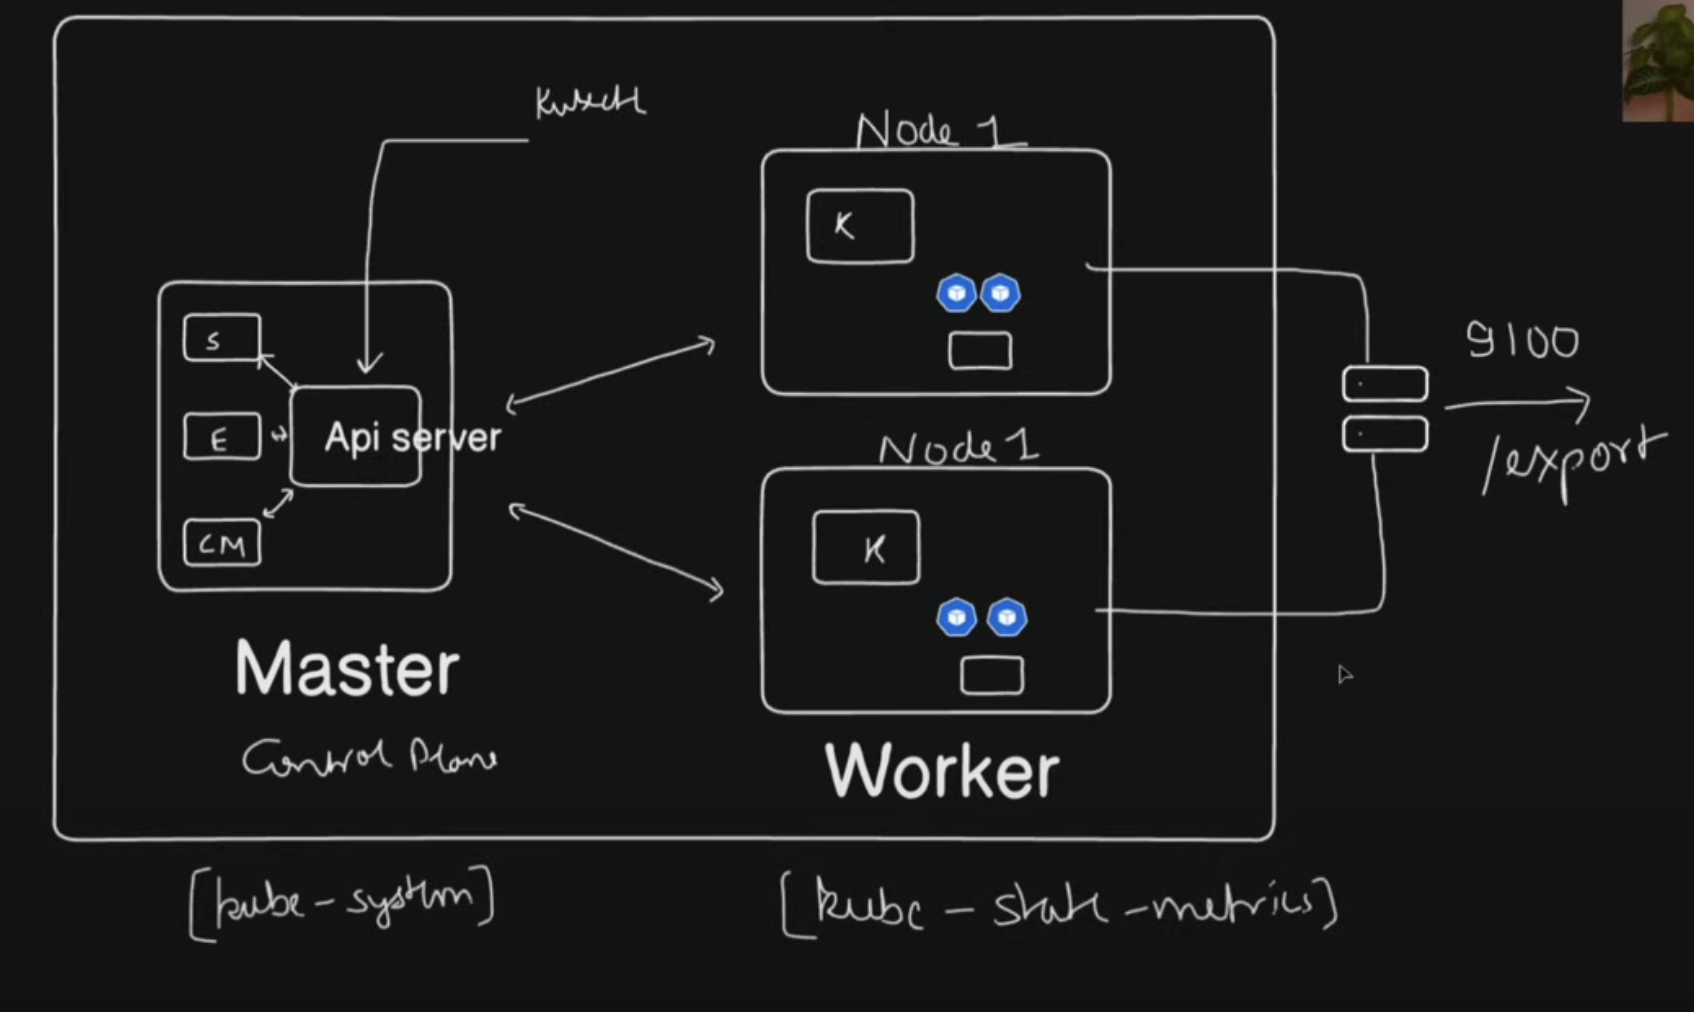 Kubectl
Node 1
K
S
E
Api server
CM
Node 1
K
9100
/export
Master
Control Plane
Worker
[kube-system]
[kube-state-metrics]